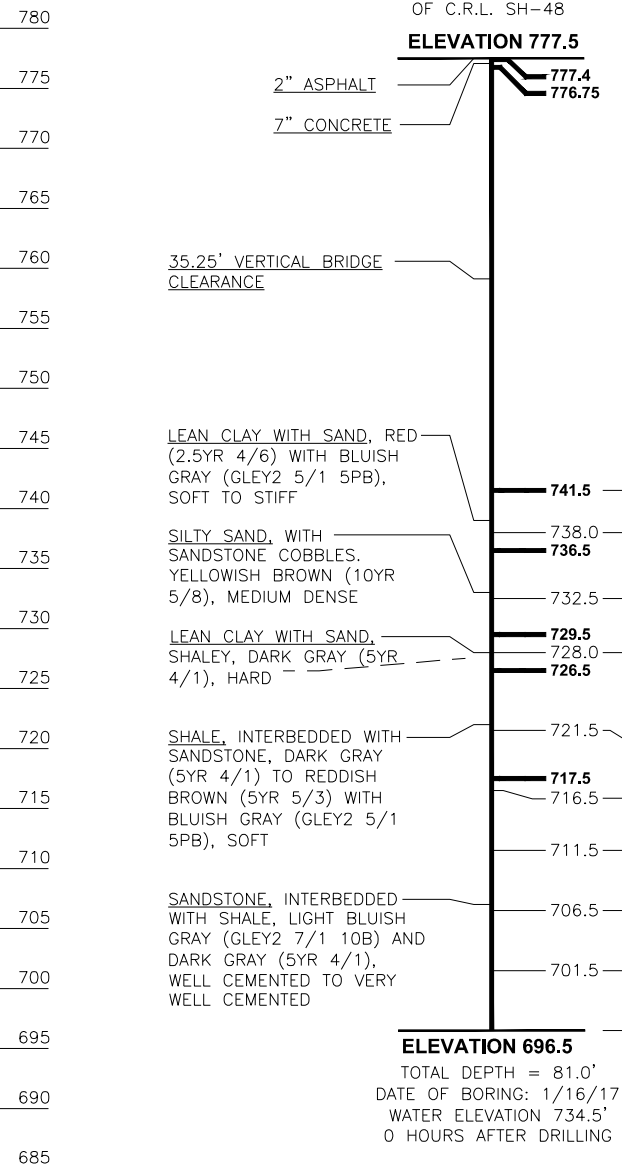 OF C.R.L. SH-48
ELEVATION 777.5
780
775
770
765
760
755
750
745
740
735
730
725
720
715
710
705
700
695
690
685
2" ASPHALT
7" CONCRETE
777.4
776.75
35.25' VERTICAL BRIDGE
CLEARANCE
LEAN CLAY WITH SAND, RED
(2.5YR 4/6) WITH BLUISH
GRAY (GLEY2 5/1 5PB),
SOFT TO STIFF
SILTY SAND, WITH
SANDSTONE COBBLES.
YELLOWISH BROWN (10YR
5/8), MEDIUM DENSE
LEAN CLAY WITH SAND,
SHALEY, DARK GRAY (5YR
4/1), HARD
SHALE, INTERBEDDED WITH
SANDSTONE, DARK GRAY
(5YR 4/1) TO REDDISH
BROWN (5YR 5/3) WITH
BLUISH GRAY (GLEY2 5/1
5PB), SOFT
SANDSTONE, INTERBEDDED
WITH SHALE, LIGHT BLUISH
GRAY (GLEY2 7/1 10B) AND
DARK GRAY (5YR 4/1),
WELL CEMENTED TO VERY
WELL CEMENTED
741.5
738.0
736.5
732.5
729.5
728.0
726.5
721.5
717.5
716.5
711.5
706.5
701.5
ELEVATION 696.5
TOTAL DEPTH = 81.0'
DATE OF BORING: 1/16/17
WATER ELEVATION 734.5'
0 HOURS AFTER DRILLING